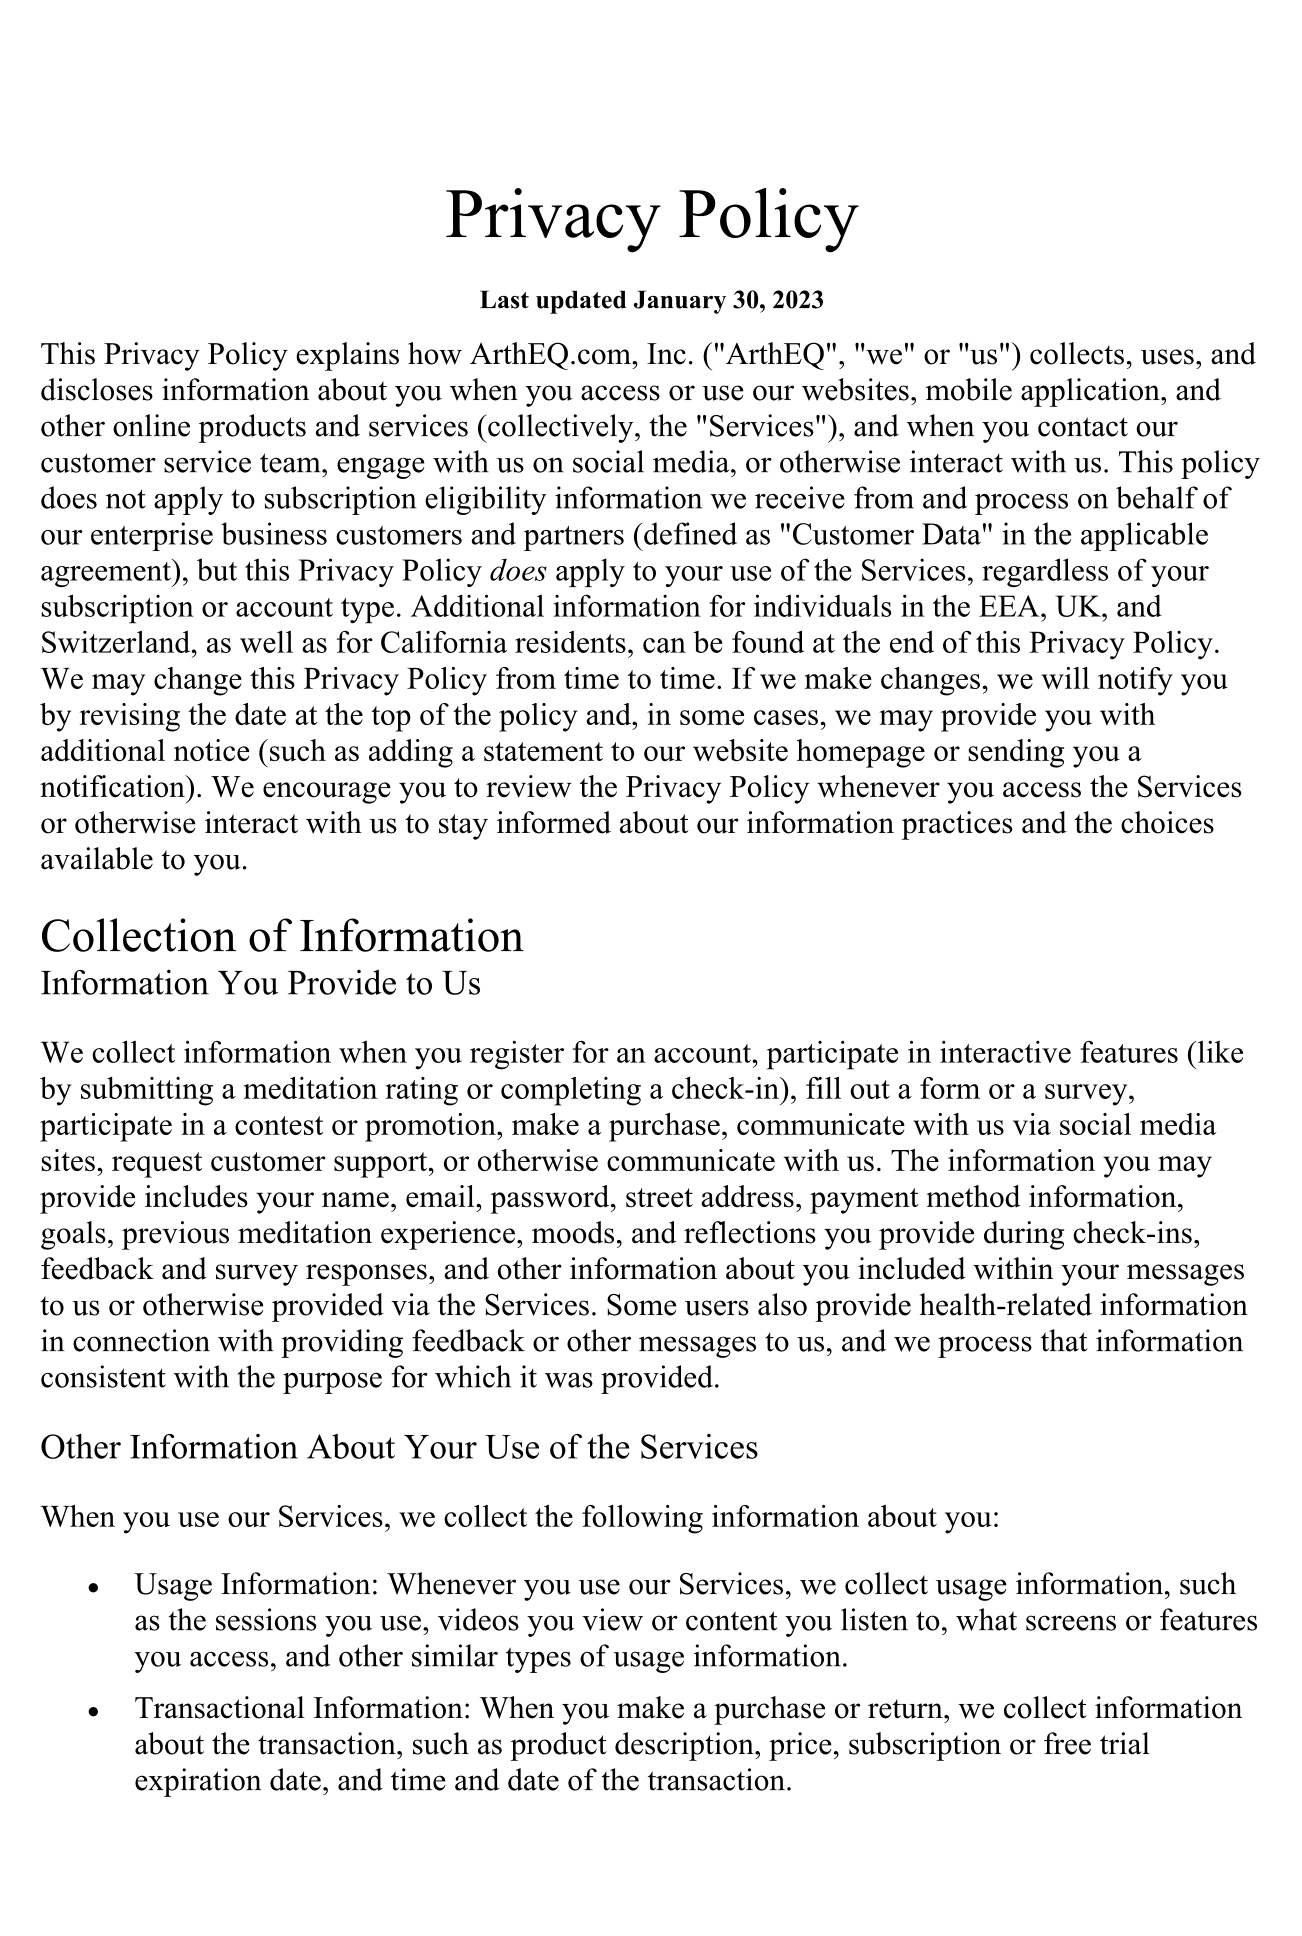 Privacy Policy
Last updated January 30, 2023
This Privacy Policy explains how ArthEQ.com, Inc. ("ArthEQ", "we" or "us") collects, uses, and
discloses information about you when you access or use our websites, mobile application, and
other online products and services (collectively, the "Services"), and when you contact our
customer service team, engage with us on social media, or otherwise interact with us. This policy
does not apply to subscription eligibility information we receive from and process on behalf of
our enterprise business customers and partners (defined as "Customer Data" in the applicable
agreement), but this Privacy Policy does apply to your use of the Services, regardless of your
subscription or account type. Additional information for individuals in the EEA, UK, and
Switzerland, as well as for California residents, can be found at the end of this Privacy Policy.
We may change this Privacy Policy from time to time. If we make changes, we will notify you
by revising the date at the top of the policy and, in some cases, we may provide you with
additional notice (such as adding a statement to our website homepage or sending you a
notification). We encourage you to review the Privacy Policy whenever you access the Services
or otherwise interact with us to stay informed about our information practices and the choices
available to you.
Collection of Information
Information You Provide to Us
We collect information when you register for an account, participate in interactive features (like
by submitting a meditation rating or completing a check-in), fill out a form or a survey,
participate in a contest or promotion, make a purchase, communicate with us via social media
sites, request customer support, or otherwise communicate with us. The information you may
provide includes your name, email, password, street address, payment method information,
goals, previous meditation experience, moods, and reflections you provide during check-ins,
feedback and survey responses, and other information about you included within your messages
to us or otherwise provided via the Services. Some users also provide health-related information
in connection with providing feedback or other messages to us, and we process that information
consistent with the purpose for which it was provided.
Other Information About Your Use of the Services
When you use our Services, we collect the following information about you:
• Usage Information: Whenever you use our Services, we collect usage information, such
as the sessions you use, videos you view or content you listen to, what screens or features
you access, and other similar types of usage information.
• Transactional Information: When you make a purchase or return, we collect information
about the transaction, such as product description, price, subscription or free trial
expiration date, and time and date of the transaction.